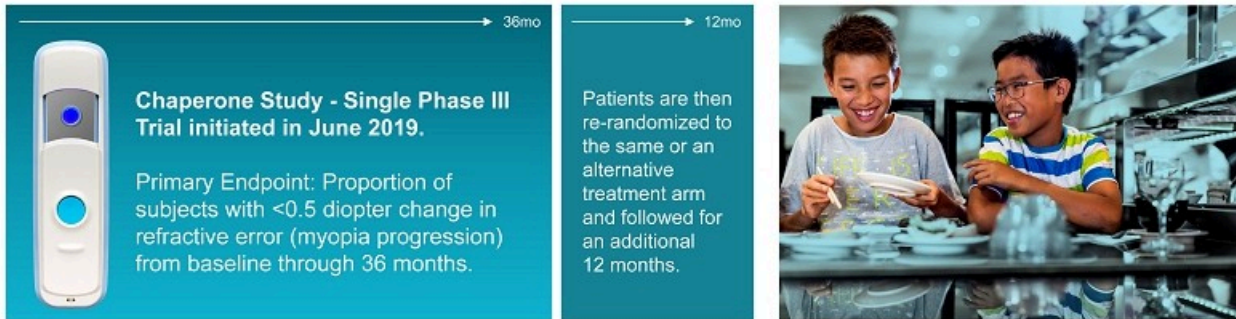 36mo
Chaperone Study - Single Phase III
Trial initiated in June 2019.
Primary Endpoint: Proportion of
subjects with <0.5 diopter change in
refractive error (myopia progression)
from baseline through 36 months.
12mo
Patients are then
re-randomized to
the same or an
alternative
treatment arm
and followed for
an additional
12 months.